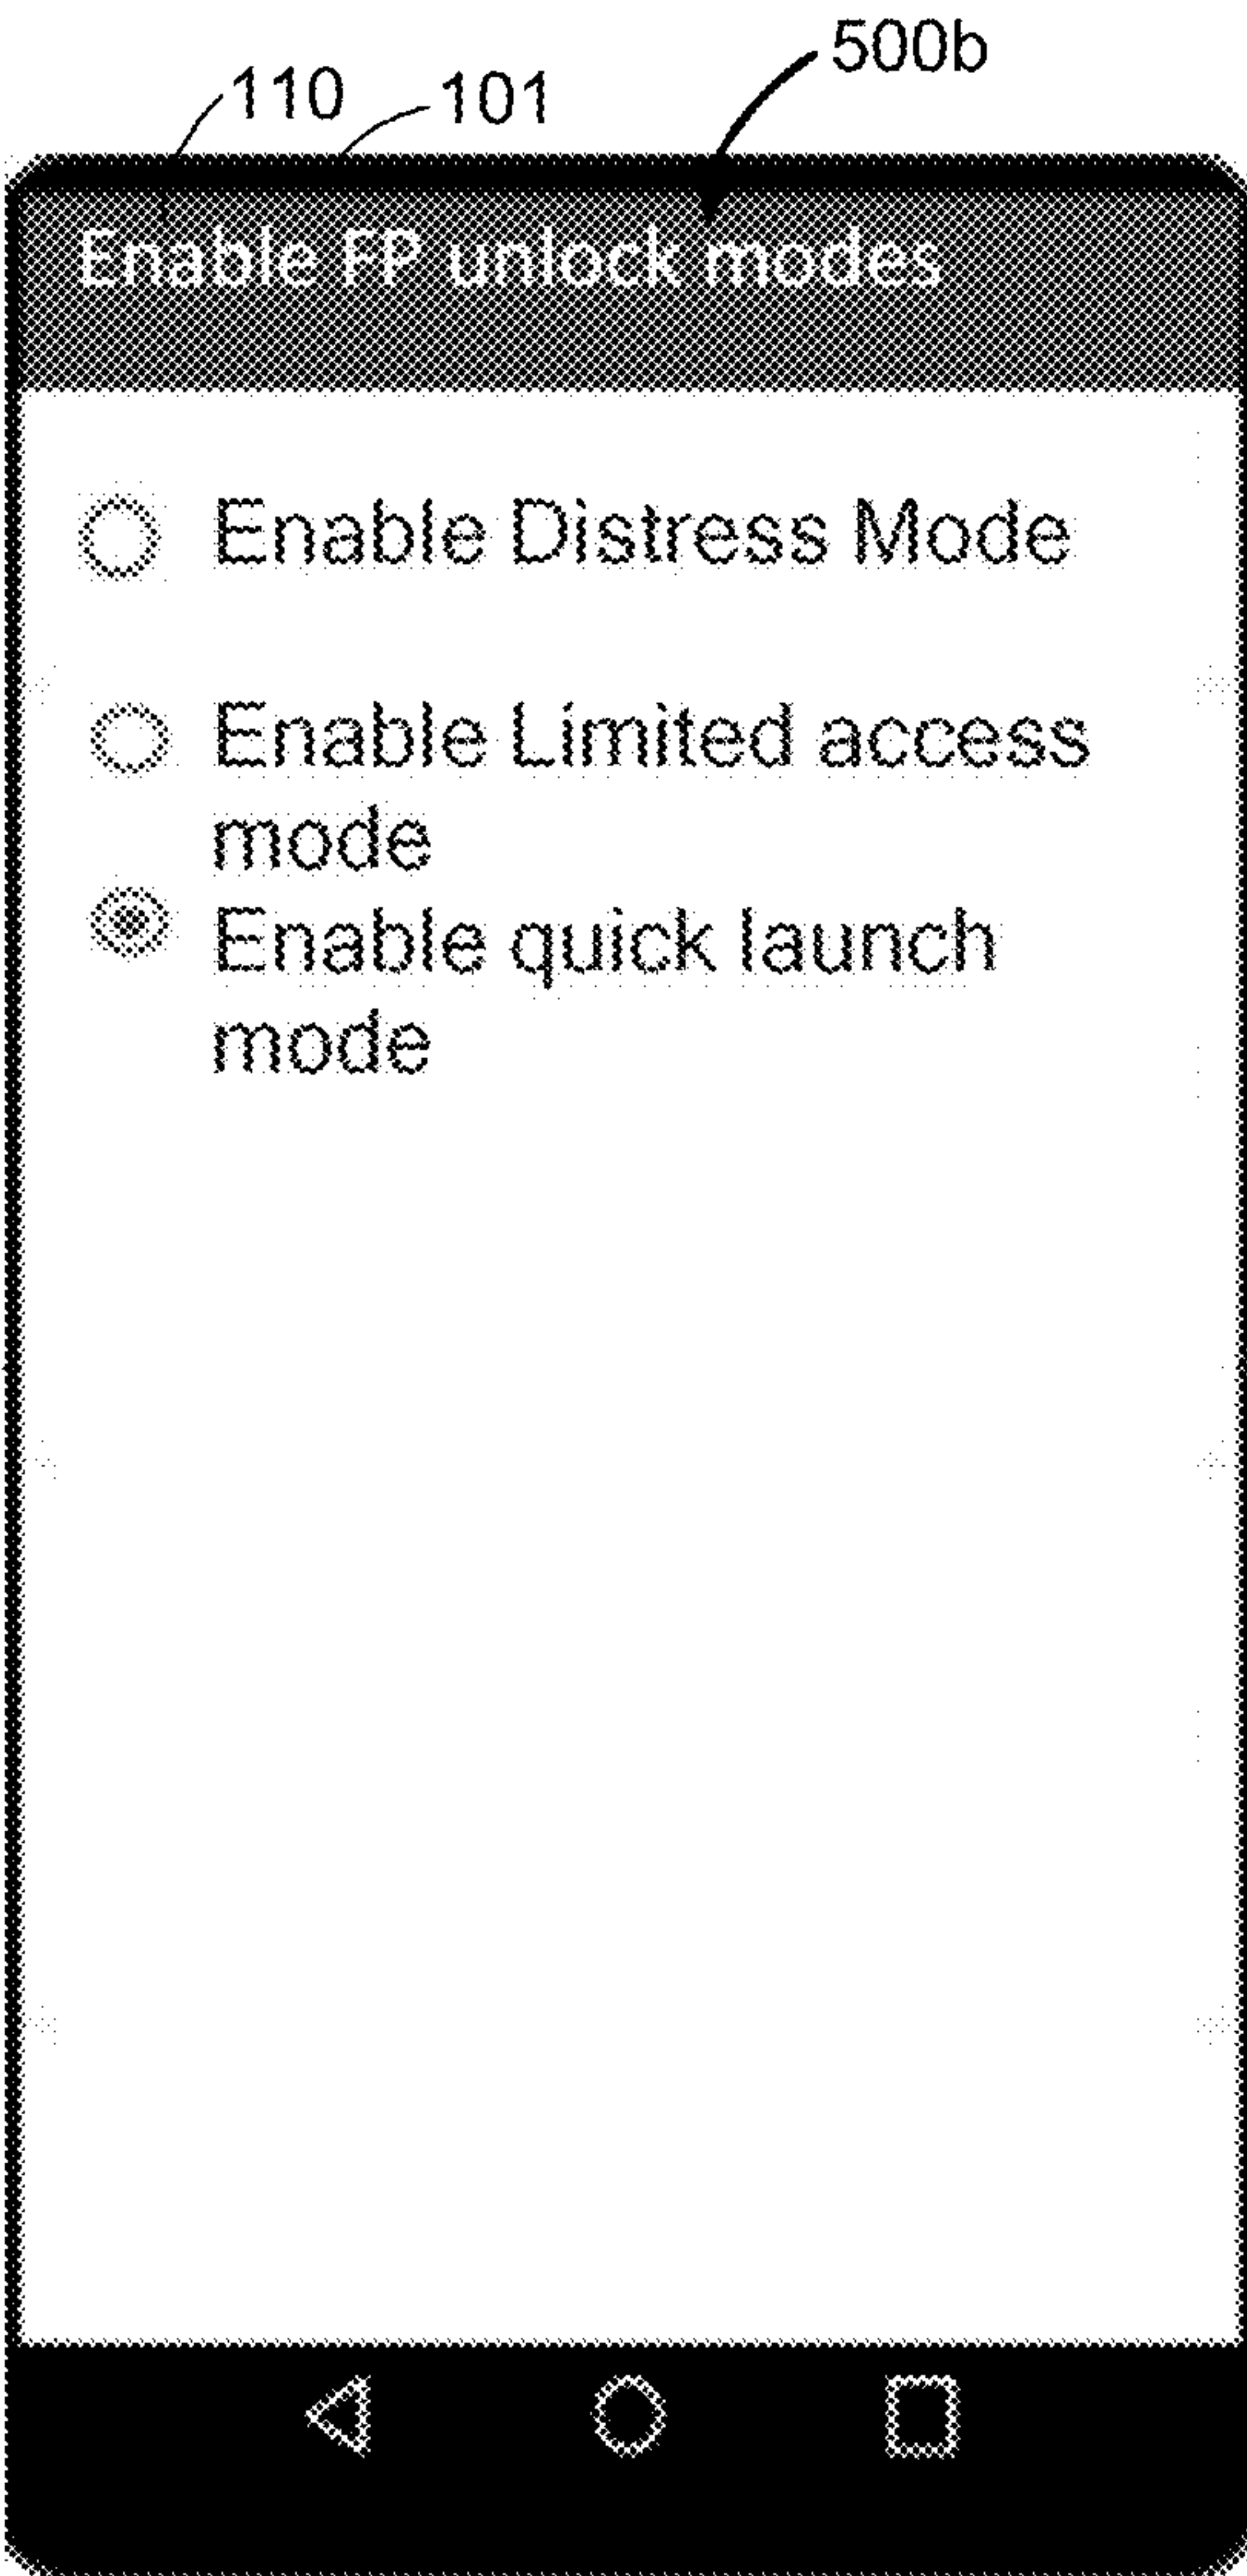 500b
110 101
Enable FP unlock modes
Enable Distress Mode
Enable Limited access
mode
Enable quick launch
mode